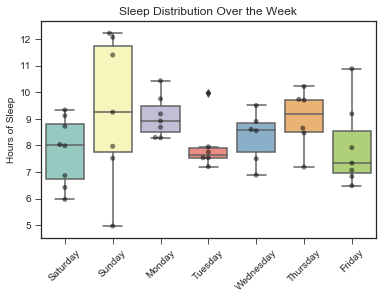 Sleep Distribution Over the Week
Hours of Sleep
12
11
10
9
8
7
6
5
Saturday
Sunday
Monday
Tuesday
Wednesday
Thursday
Friday